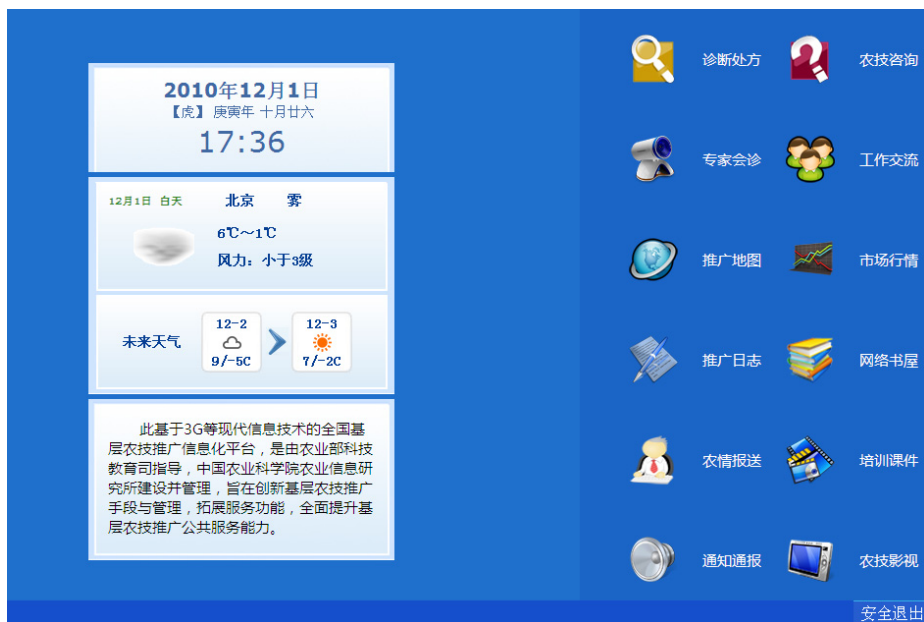 2010年12月1日
【虎】 庚寅年 十月廿六
17:36
12月1日 白天 北京 雾
6℃～1℃
风力：小于3级
未来天气
12-2
9/-5C
12-3
7/-2C
此基于3G等现代信息技术的全国基
层农技推广信息化平台，是由农业部科技
教育司指导，中国农业科学院农业信息研
究所建设并管理，旨在创新基层农技推广
手段与管理，拓展服务功能，全面提升基
层农技推广公共服务能力。
诊断处方 农技咨询
专家会诊 工作交流
推广地图 市场行情
推广日志 网络书屋
农情报送 培训课件
通知通报 农技影视
安全退出